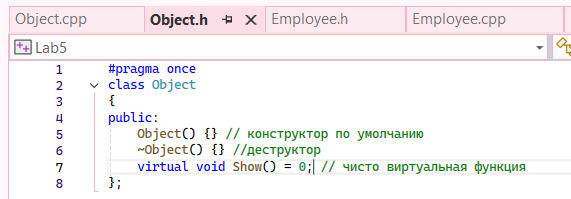 Object.cpp Object.h Employee.h Employee.cpp
Lab5
1 #pragma once
2 class Object
3 {
4 public:
5 Object() {} // конструктор по умолчанию
6 ~Object() {} //деструктор
7 virtual void Show() = 0; // чисто виртуальная функция
8 };